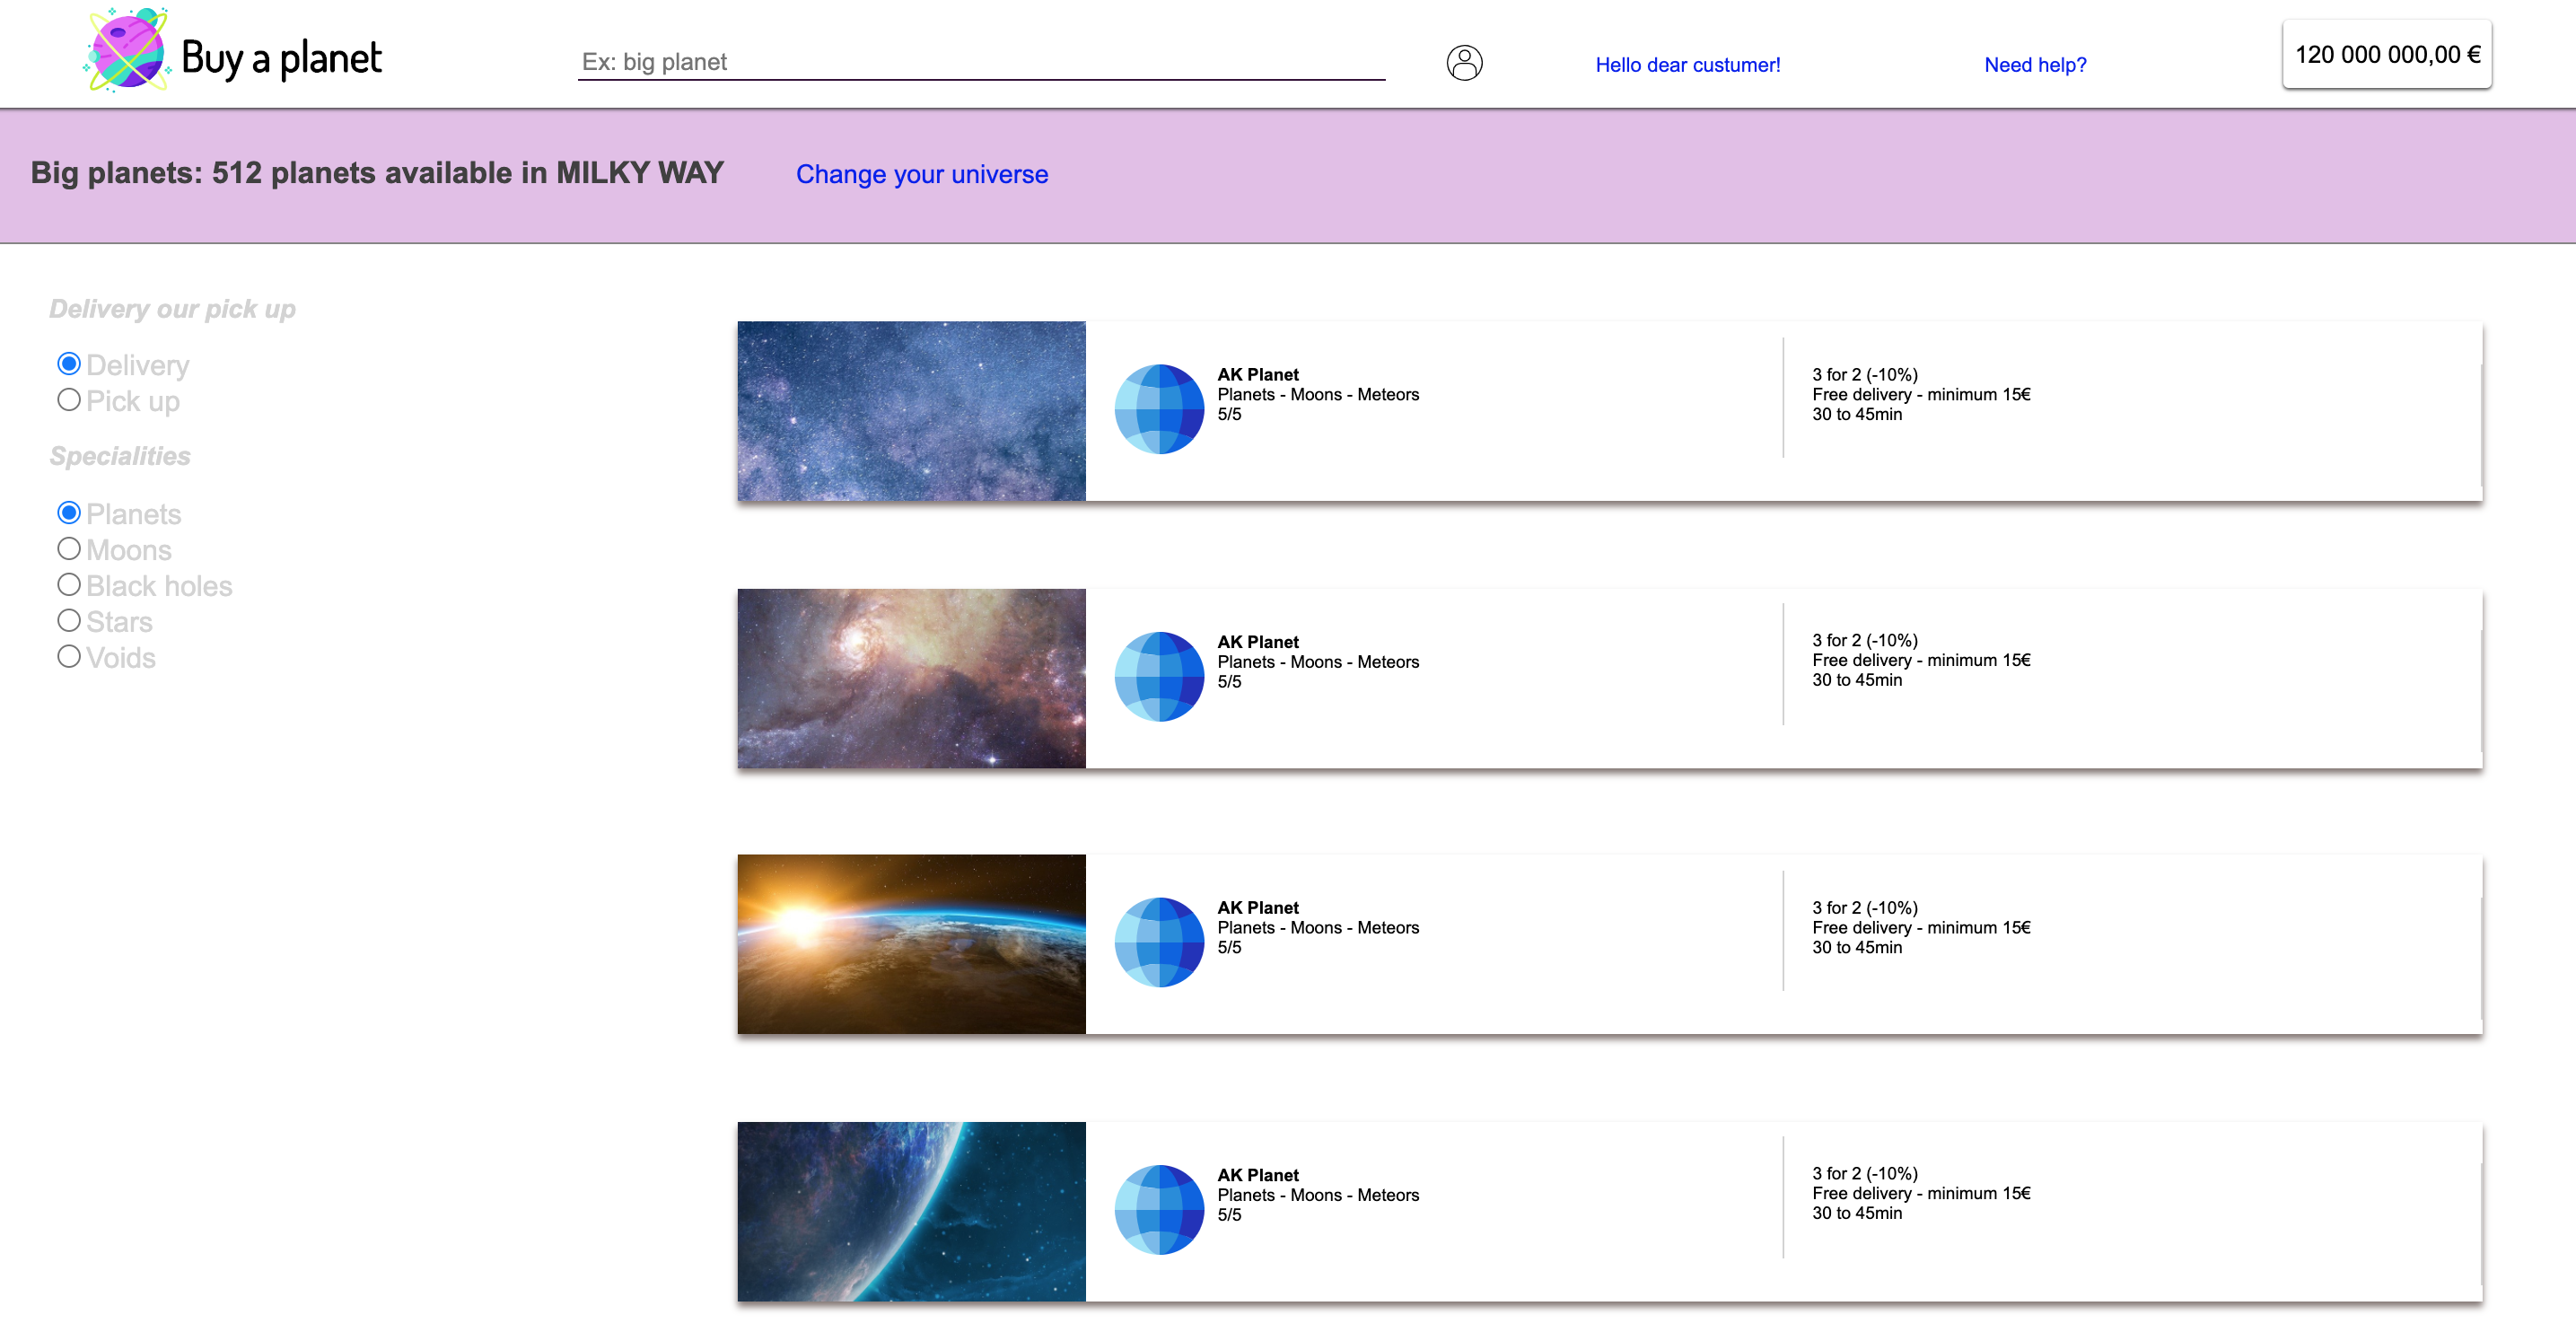 Buy a planet
Ex: big planet
Hello dear custumer!
Need help?
120 000 000,00 €
Big planets: 512 planets available in MILKY WAY
Change your universe
Delivery our pick up
Delivery
Pick up
Specialities
Planets
Moons
Black holes
Stars
Voids
AK Planet
Planets - Moons - Meteors
5/5
3 for 2 (-10%)
Free delivery - minimum 15€
30 to 45min
AK Planet
Planets - Moons - Meteors
5/5
3 for 2 (-10%)
Free delivery - minimum 15€
30 to 45min
AK Planet
Planets - Moons - Meteors
5/5
3 for 2 (-10%)
Free delivery - minimum 15€
30 to 45min
AK Planet
Planets - Moons - Meteors
5/5
3 for 2 (-10%)
Free delivery - minimum 15€
30 to 45min